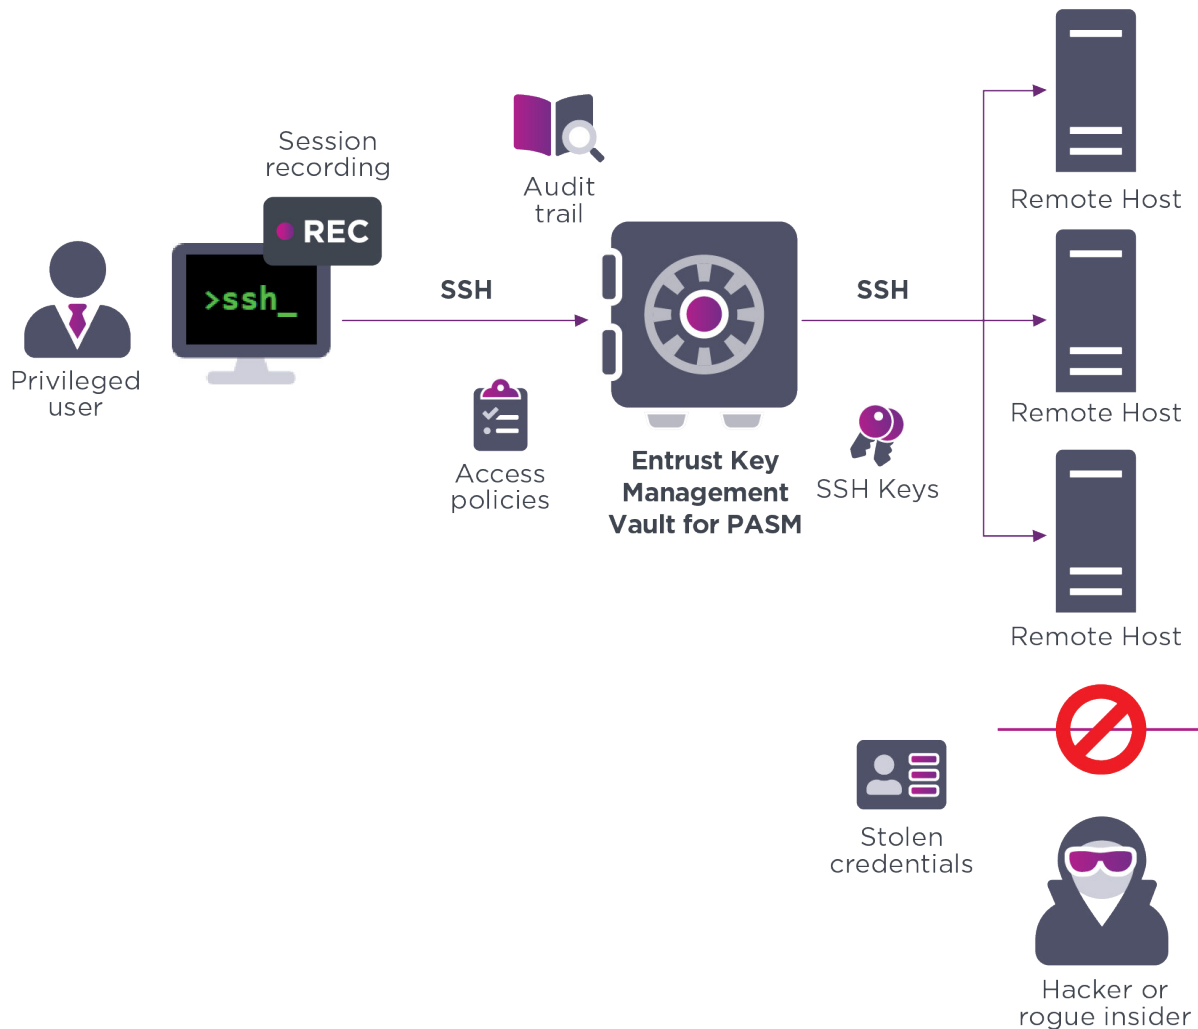 Session
recording
REC
>ssh_
Privileged
user
SSH
Audit
trail
Access
policies
Entrust Key
Management
Vault for PASM
SSH
SSH Keys
Remote Host
Remote Host
Remote Host
Stolen
credentials
Hacker or
rogue insider